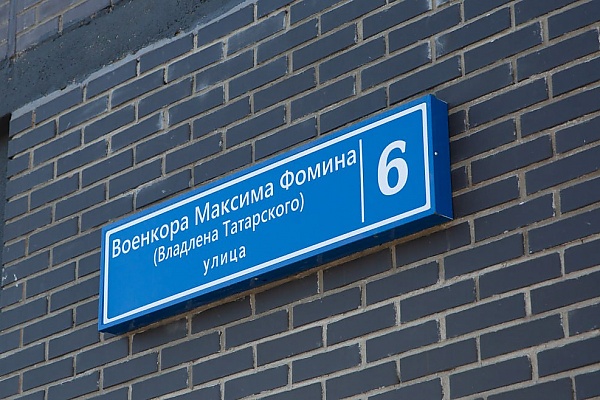 Военкора Максима Фомина
(Владлена Татарского)
улица
6